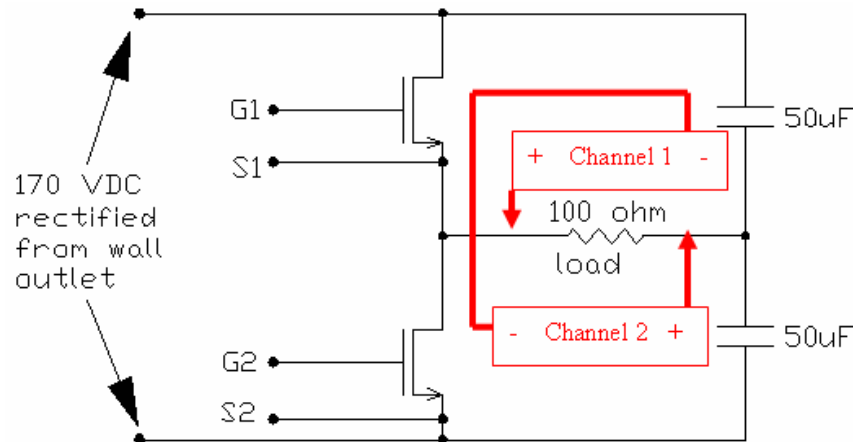 G1
S1
170 VDC
rectified
from wall
outlet
50uF
+ Channel 1 -
100 ohm
load
- Channel 2 +
50uF
G2
S2